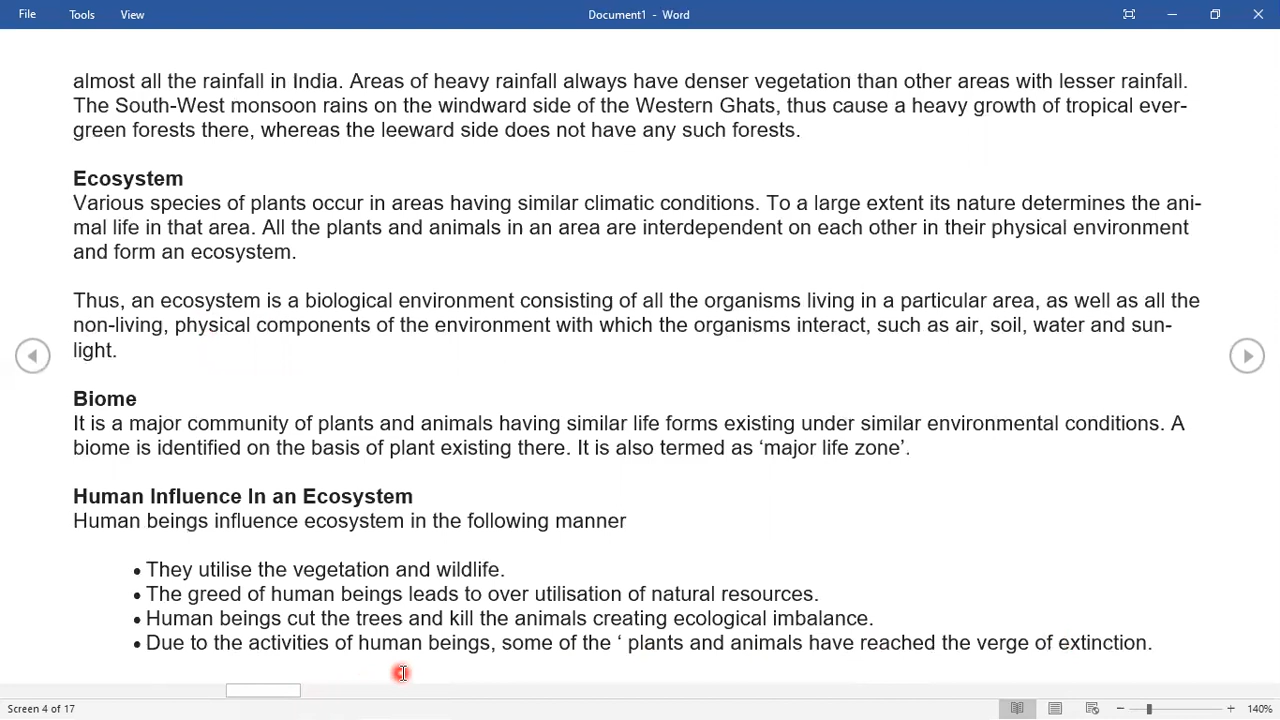 File Tools View Document1 - Word
almost all the rainfall in India. Areas of heavy rainfall always have denser vegetation than other areas with lesser rainfall.
The South-West monsoon rains on the windward side of the Western Ghats, thus cause a heavy growth of tropical ever-
green forests there, whereas the leeward side does not have any such forests.
Ecosystem
Various species of plants occur in areas having similar climatic conditions. To a large extent its nature determines the ani-
mal life in that area. All the plants and animals in an area are interdependent on each other in their physical environment
and form an ecosystem.
Thus, an ecosystem is a biological environment consisting of all the organisms living in a particular area, as well as all the
non-living, physical components of the environment with which the organisms interact, such as air, soil, water and sun-
light.
Biome
It is a major community of plants and animals having similar life forms existing under similar environmental conditions. A
biome is identified on the basis of plant existing there. It is also termed as ‘major life zone’.
Human Influence In an Ecosystem
Human beings influence ecosystem in the following manner
• They utilise the vegetation and wildlife.
• The greed of human beings leads to over utilisation of natural resources.
• Human beings cut the trees and kill the animals creating ecological imbalance.
• Due to the activities of human beings, some of the ‘ plants and animals have reached the verge of extinction.
Screen 4 of 17 140%